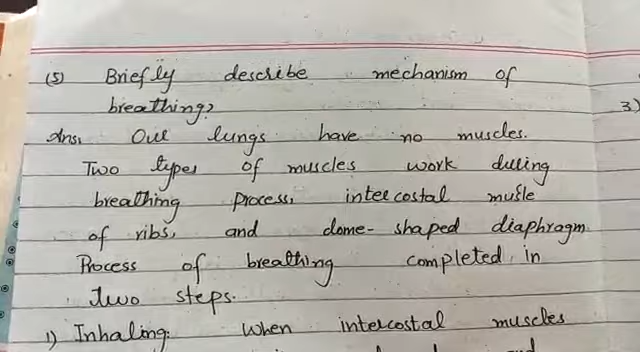 (5) Briefly describe mechanism of
breathing?
Ans. Our lungs have no muscles.
Two types of muscles work during
breathing process, intercostal musle
of ribs, and dome-shaped diaphragm.
Process of breathing completed in
two steps.
1) Inhaling: When intercostal muscles
3)